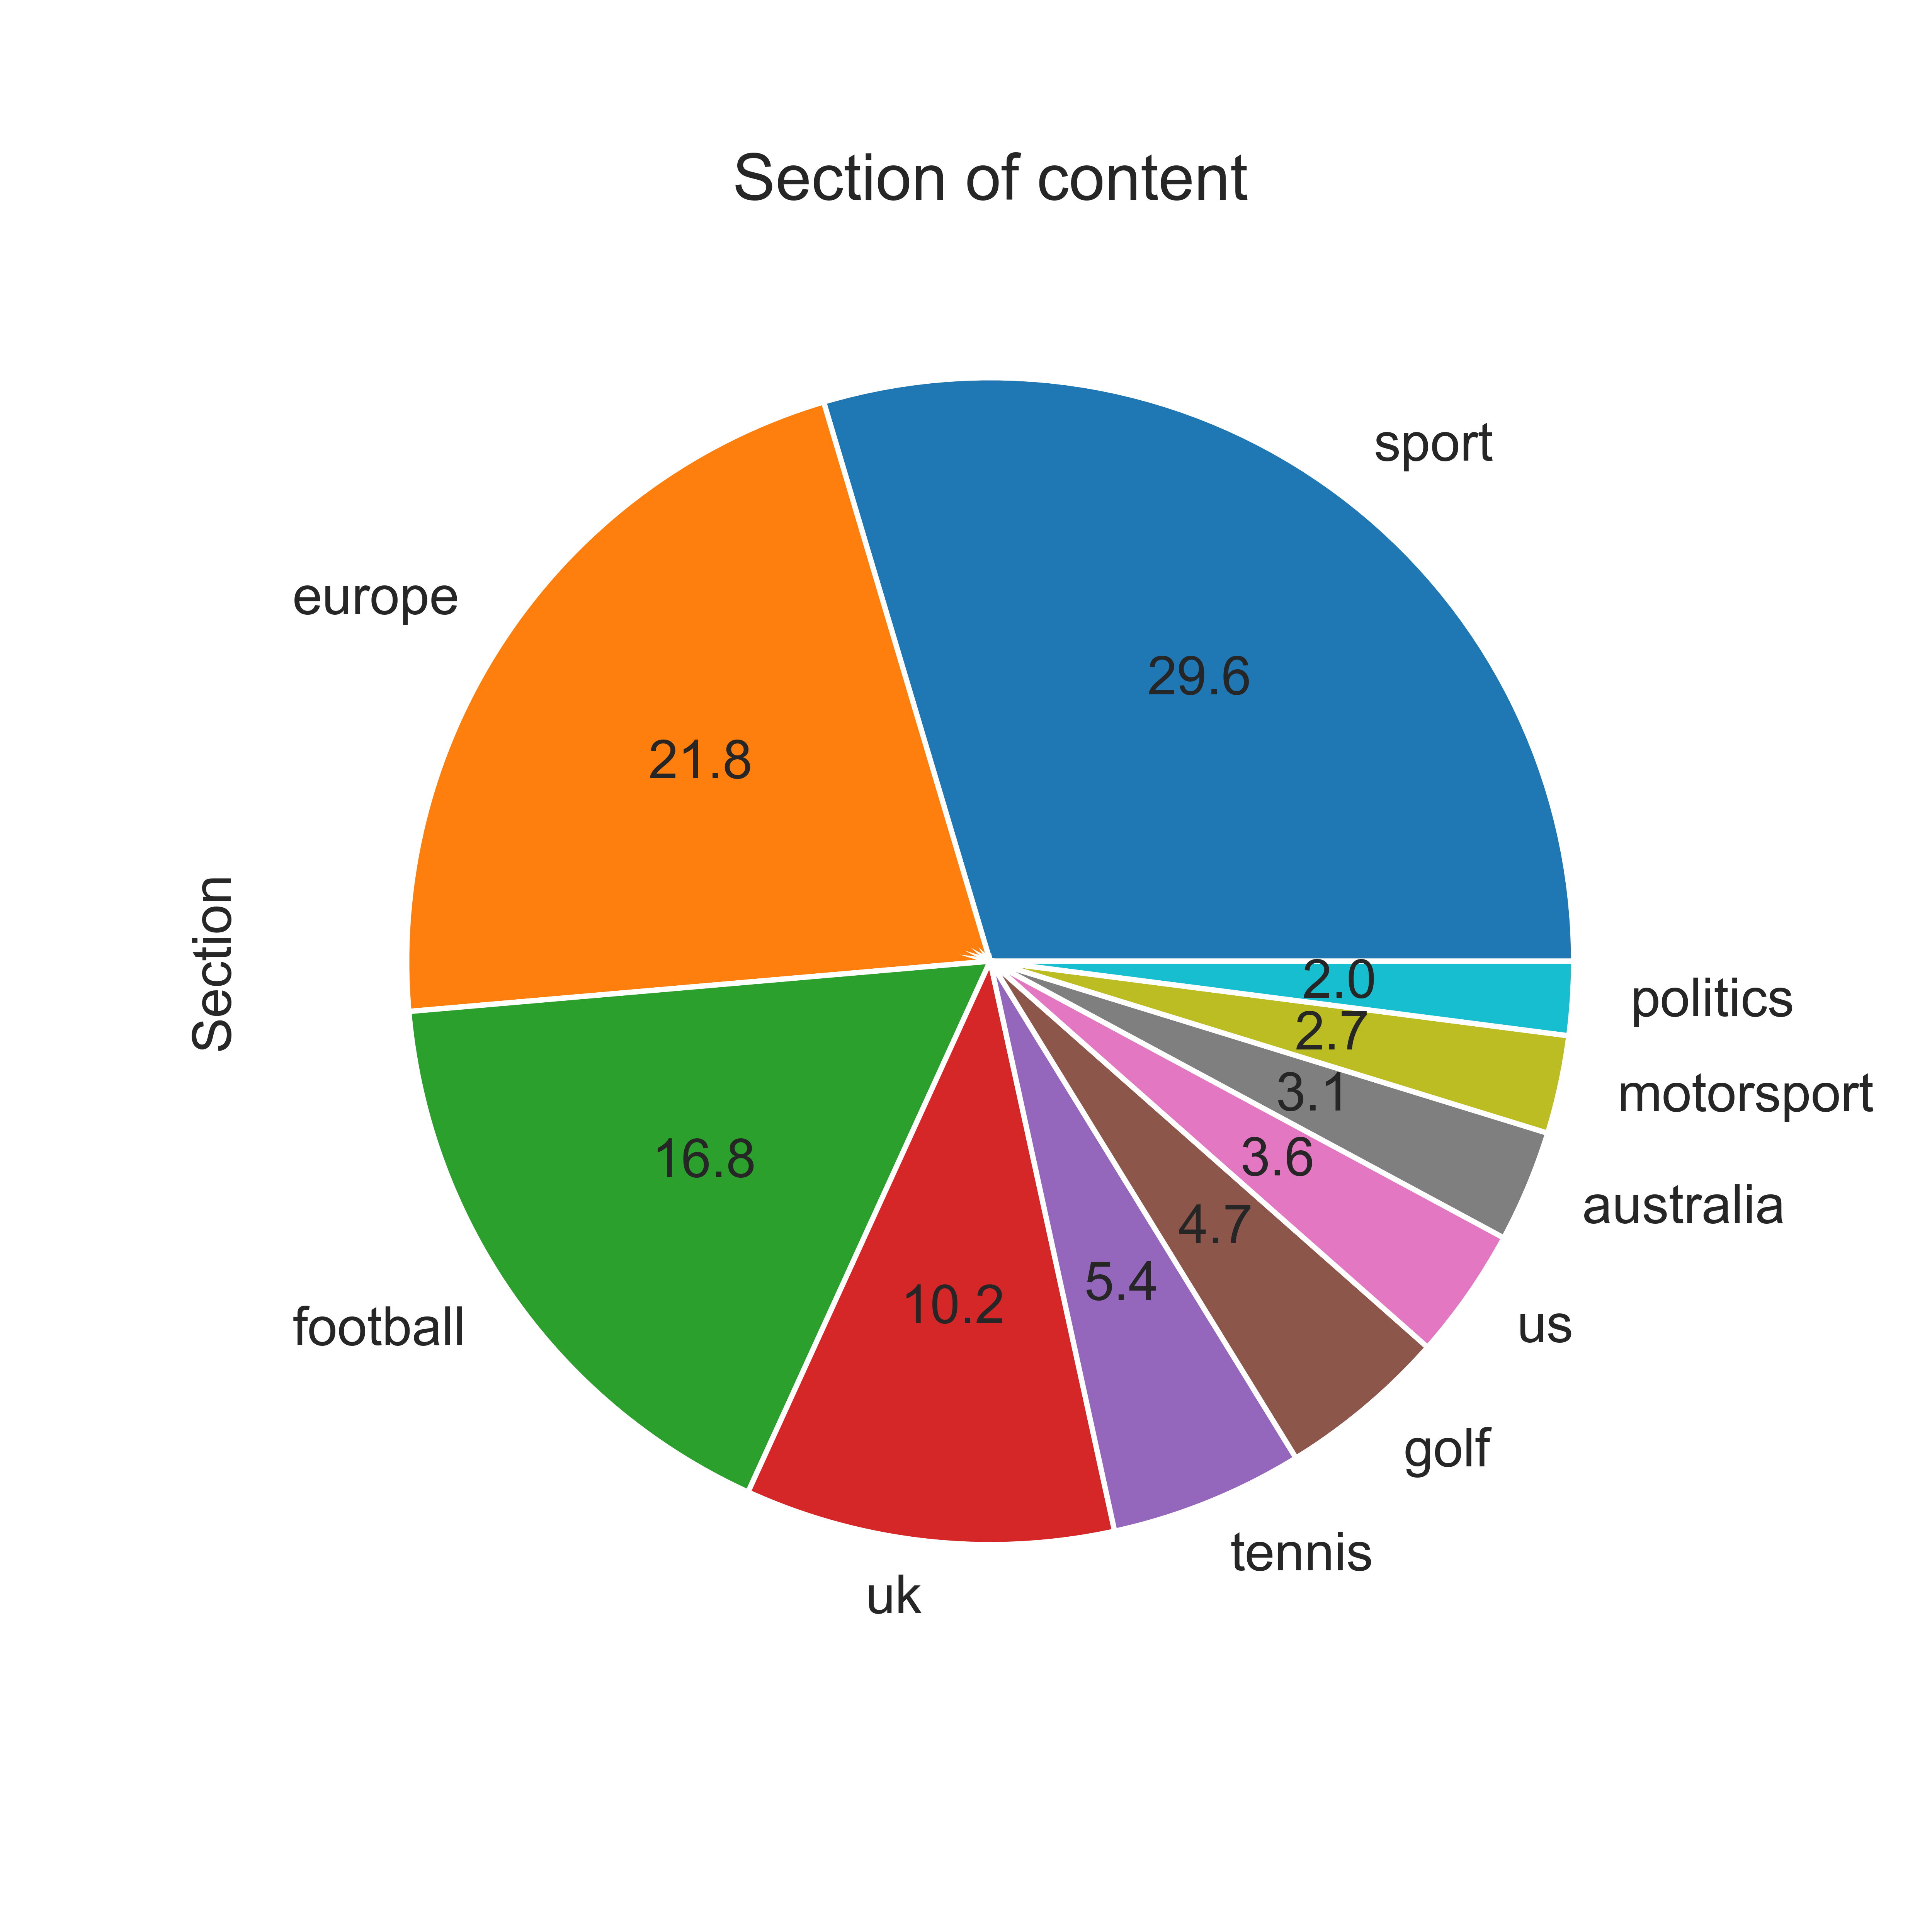 Section of content
sport
29.6
europe
21.8
Section
football
16.8
uk
10.2
tennis
5.4
golf
4.7
us
3.6
australia
3.1
motorsport
2.7
politics
2.0